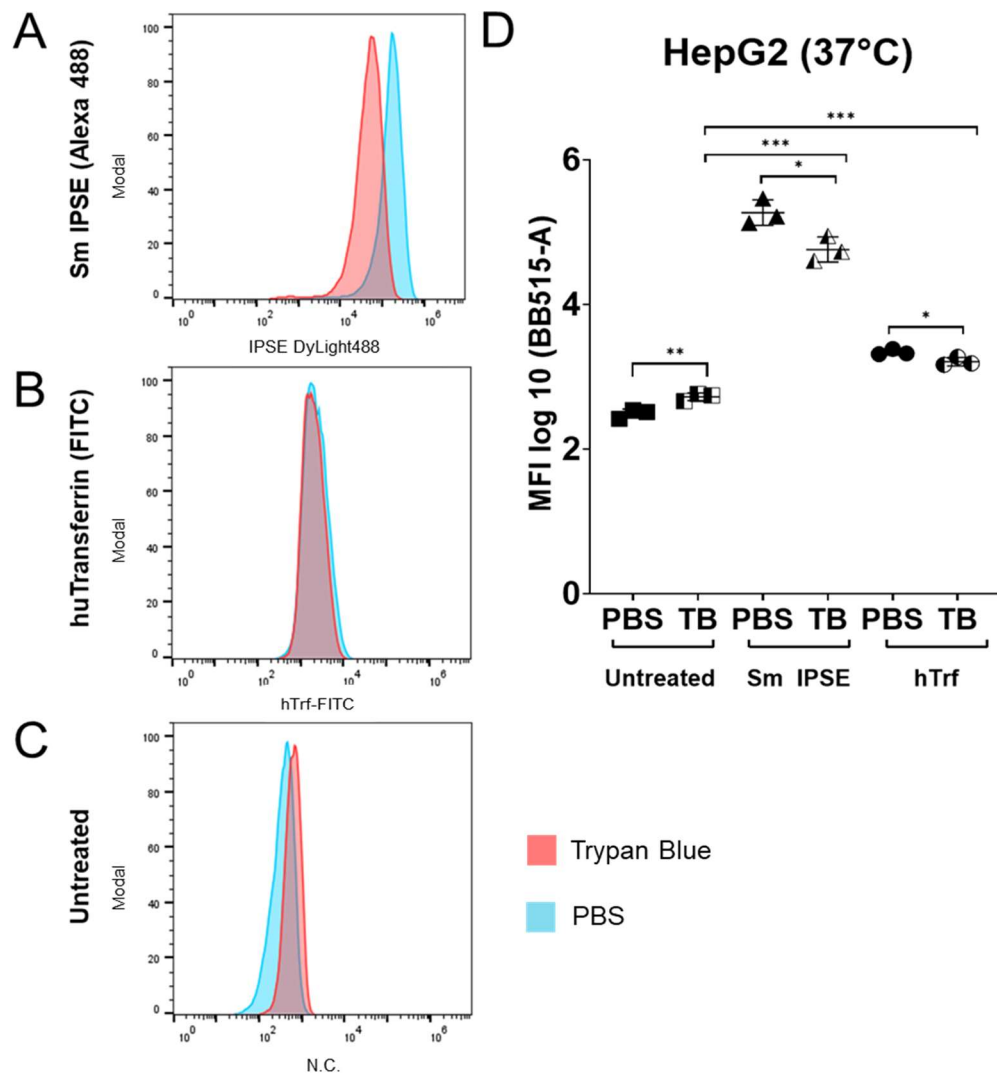 A
Sm IPSE (Alexa 488)
Modal
100
80
60
40
20
0
10^0
10^2
10^4
10^6
IPSE DyLight488
B
huTransferrin (FITC)
Modal
100
80
60
40
20
0
10^0
10^2
10^4
10^6
hTrf-FITC
C
Untreated
Modal
100
80
60
40
20
0
10^0
10^2
10^4
10^6
N.C.
D
HepG2 (37°C)
MFI log 10 (BB515-A)
6
4
2
0
***
***
*
**
*
PBS TB PBS TB PBS TB
Untreated Sm IPSE hTrf
Trypan Blue
PBS